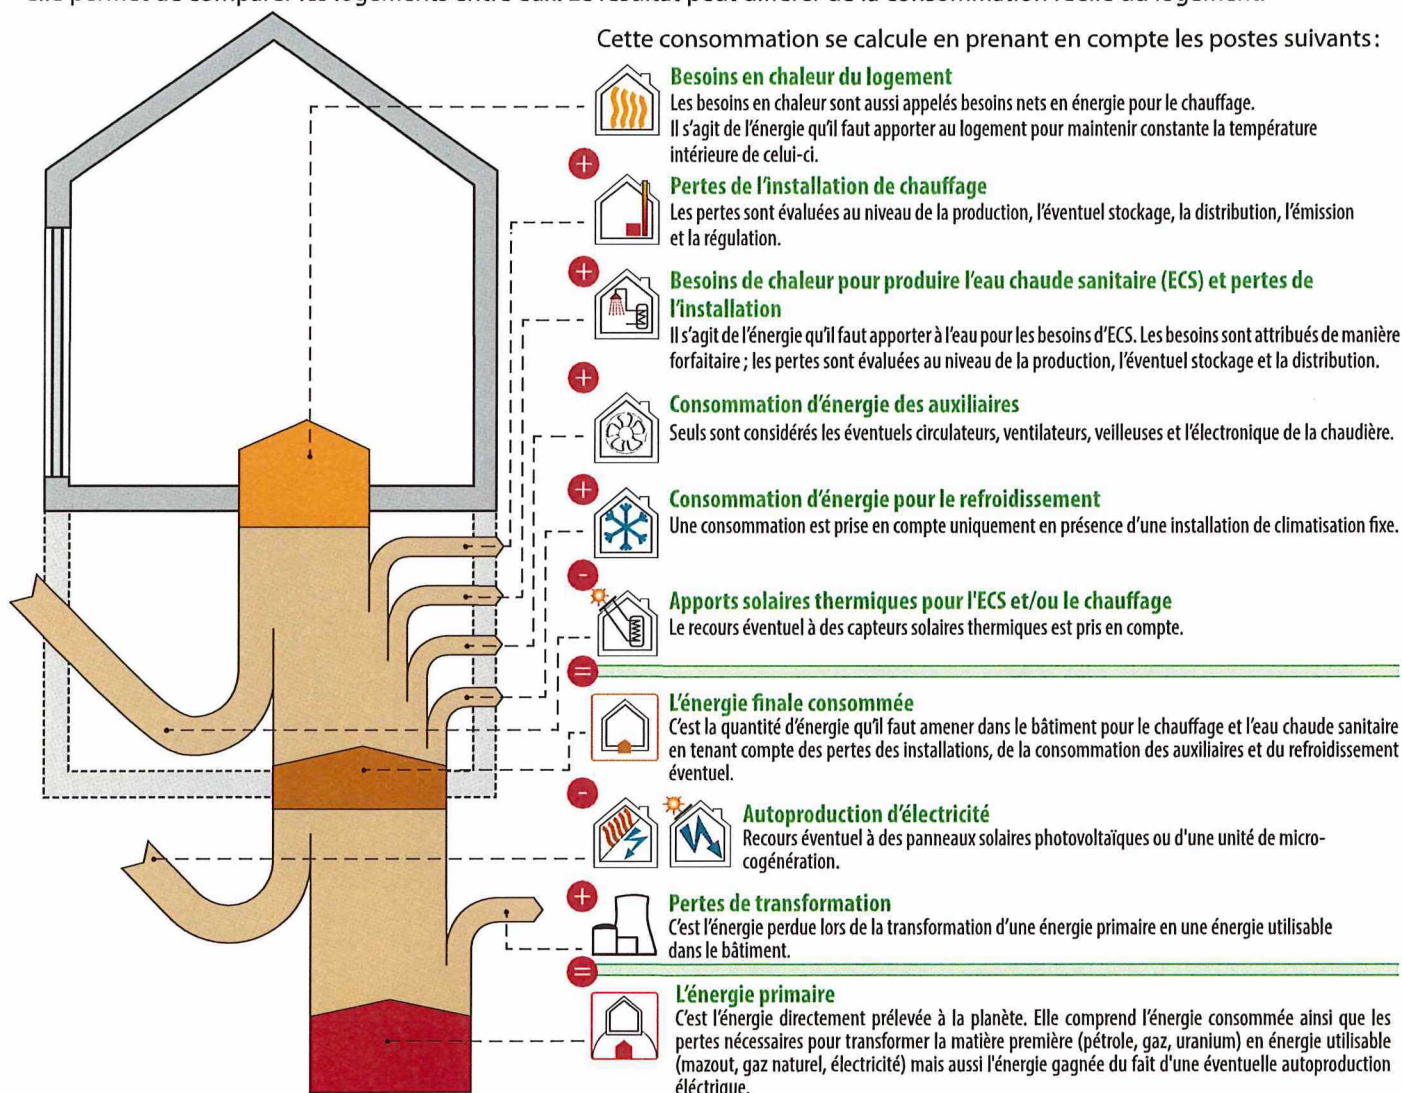 Cette consommation se calcule en prenant en compte les postes suivants :
Besoins en chaleur du logement
Les besoins en chaleur sont aussi appelés besoins nets en énergie pour le chauffage.
Il s'agit de l'énergie qu'il faut apporter au logement pour maintenir constante la température
intérieure de celui-ci.
+
Pertes de l'installation de chauffage
Les pertes sont évaluées au niveau de la production, l'éventuel stockage, la distribution, l'émission
et la régulation.
+
Besoins de chaleur pour produire l'eau chaude sanitaire (ECS) et pertes de
l'installation
Il s'agit de l'énergie qu'il faut apporter à l'eau pour les besoins d'ECS. Les besoins sont attribués de manière
forfaitaire ; les pertes sont évaluées au niveau de la production, l'éventuel stockage et la distribution.
+
Consommation d'énergie des auxiliaires
Seuls sont considérés les éventuels circulateurs, ventilateurs, veilleuses et l'électronique de la chaudière.
+
Consommation d'énergie pour le refroidissement
Une consommation est prise en compte uniquement en présence d'une installation de climatisation fixe.
-
Apports solaires thermiques pour l'ECS et/ou le chauffage
Le recours éventuel à des capteurs solaires thermiques est pris en compte.
=
L'énergie finale consommée
C'est la quantité d'énergie qu'il faut amener dans le bâtiment pour le chauffage et l'eau chaude sanitaire
en tenant compte des pertes des installations, de la consommation des auxiliaires et du refroidissement
éventuel.
-
Autoproduction d'électricité
Recours éventuel à des panneaux solaires photovoltaïques ou d'une unité de micro-
cogénération.
+
Pertes de transformation
C'est l'énergie perdue lors de la transformation d'une énergie primaire en une énergie utilisable
dans le bâtiment.
=
L'énergie primaire
C'est l'énergie directement prélevée à la planète. Elle comprend l'énergie consommée ainsi que les
pertes nécessaires pour transformer la matière première (pétrole, gaz, uranium) en énergie utilisable
(mazout, gaz naturel, électricité) mais aussi l'énergie gagnée du fait d'une éventuelle autoproduction
éléctrique.